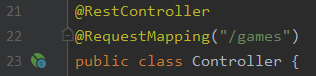 21 @RestController
22 @RequestMapping("/games")
23 public class Controller {